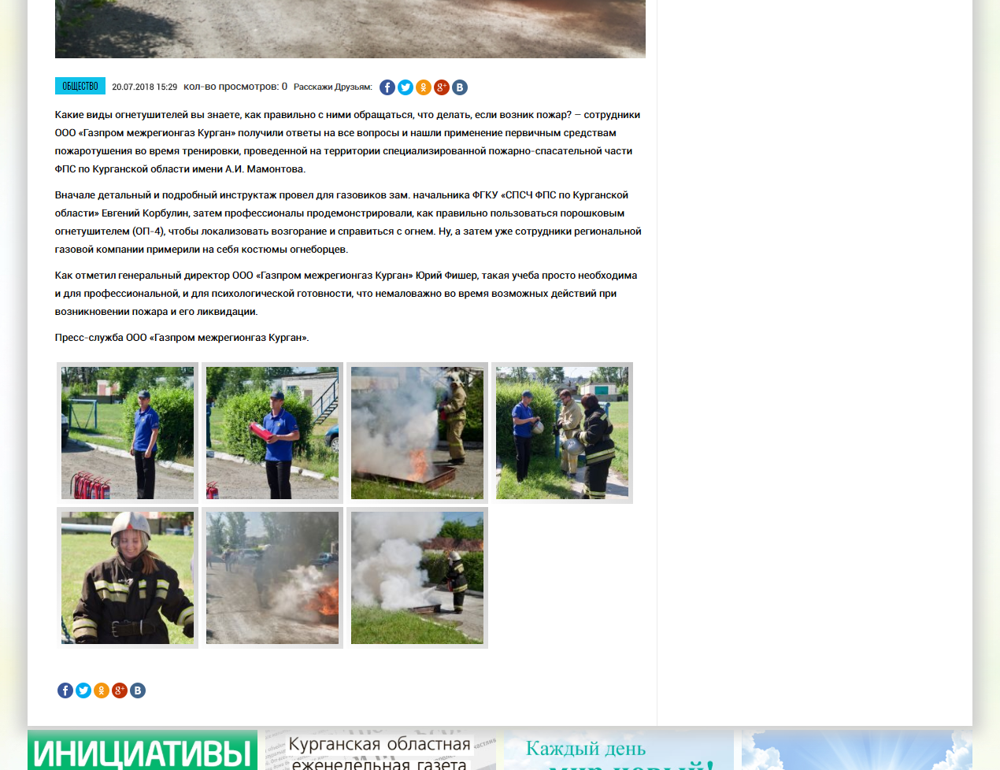 ОБЩЕСТВО 20.07.2018 15:29 кол-во просмотров: 0 Расскажи Друзьям:
Какие виды огнетушителей вы знаете, как правильно с ними обращаться, что делать, если возник пожар? – сотрудники
ООО «Газпром межрегионгаз Курган» получили ответы на все вопросы и нашли применение первичным средствам
пожаротушения во время тренировки, проведенной на территории специализированной пожарно-спасательной части
ФПС по Курганской области имени А.И. Мамонтова.
Вначале детальный и подробный инструктаж провел для газовиков зам. начальника ФГКУ «СПСЧ ФПС по Курганской
области» Евгений Корбулин, затем профессионалы продемонстрировали, как правильно пользоваться порошковым
огнетушителем (ОП-4), чтобы локализовать возгорание и справиться с огнем. Ну, а затем уже сотрудники региональной
газовой компании примерили на себя костюмы огнеборцев.
Как отметил генеральный директор ООО «Газпром межрегионгаз Курган» Юрий Фишер, такая учеба просто необходима
и для профессиональной, и для психологической готовности, что немаловажно во время возможных действий при
возникновении пожара и его ликвидации.
Пресс-служба ООО «Газпром межрегионгаз Курган».
ИНИЦИАТИВЫ
Курганская областная
еженедельная газета
Каждый день
мир новый!